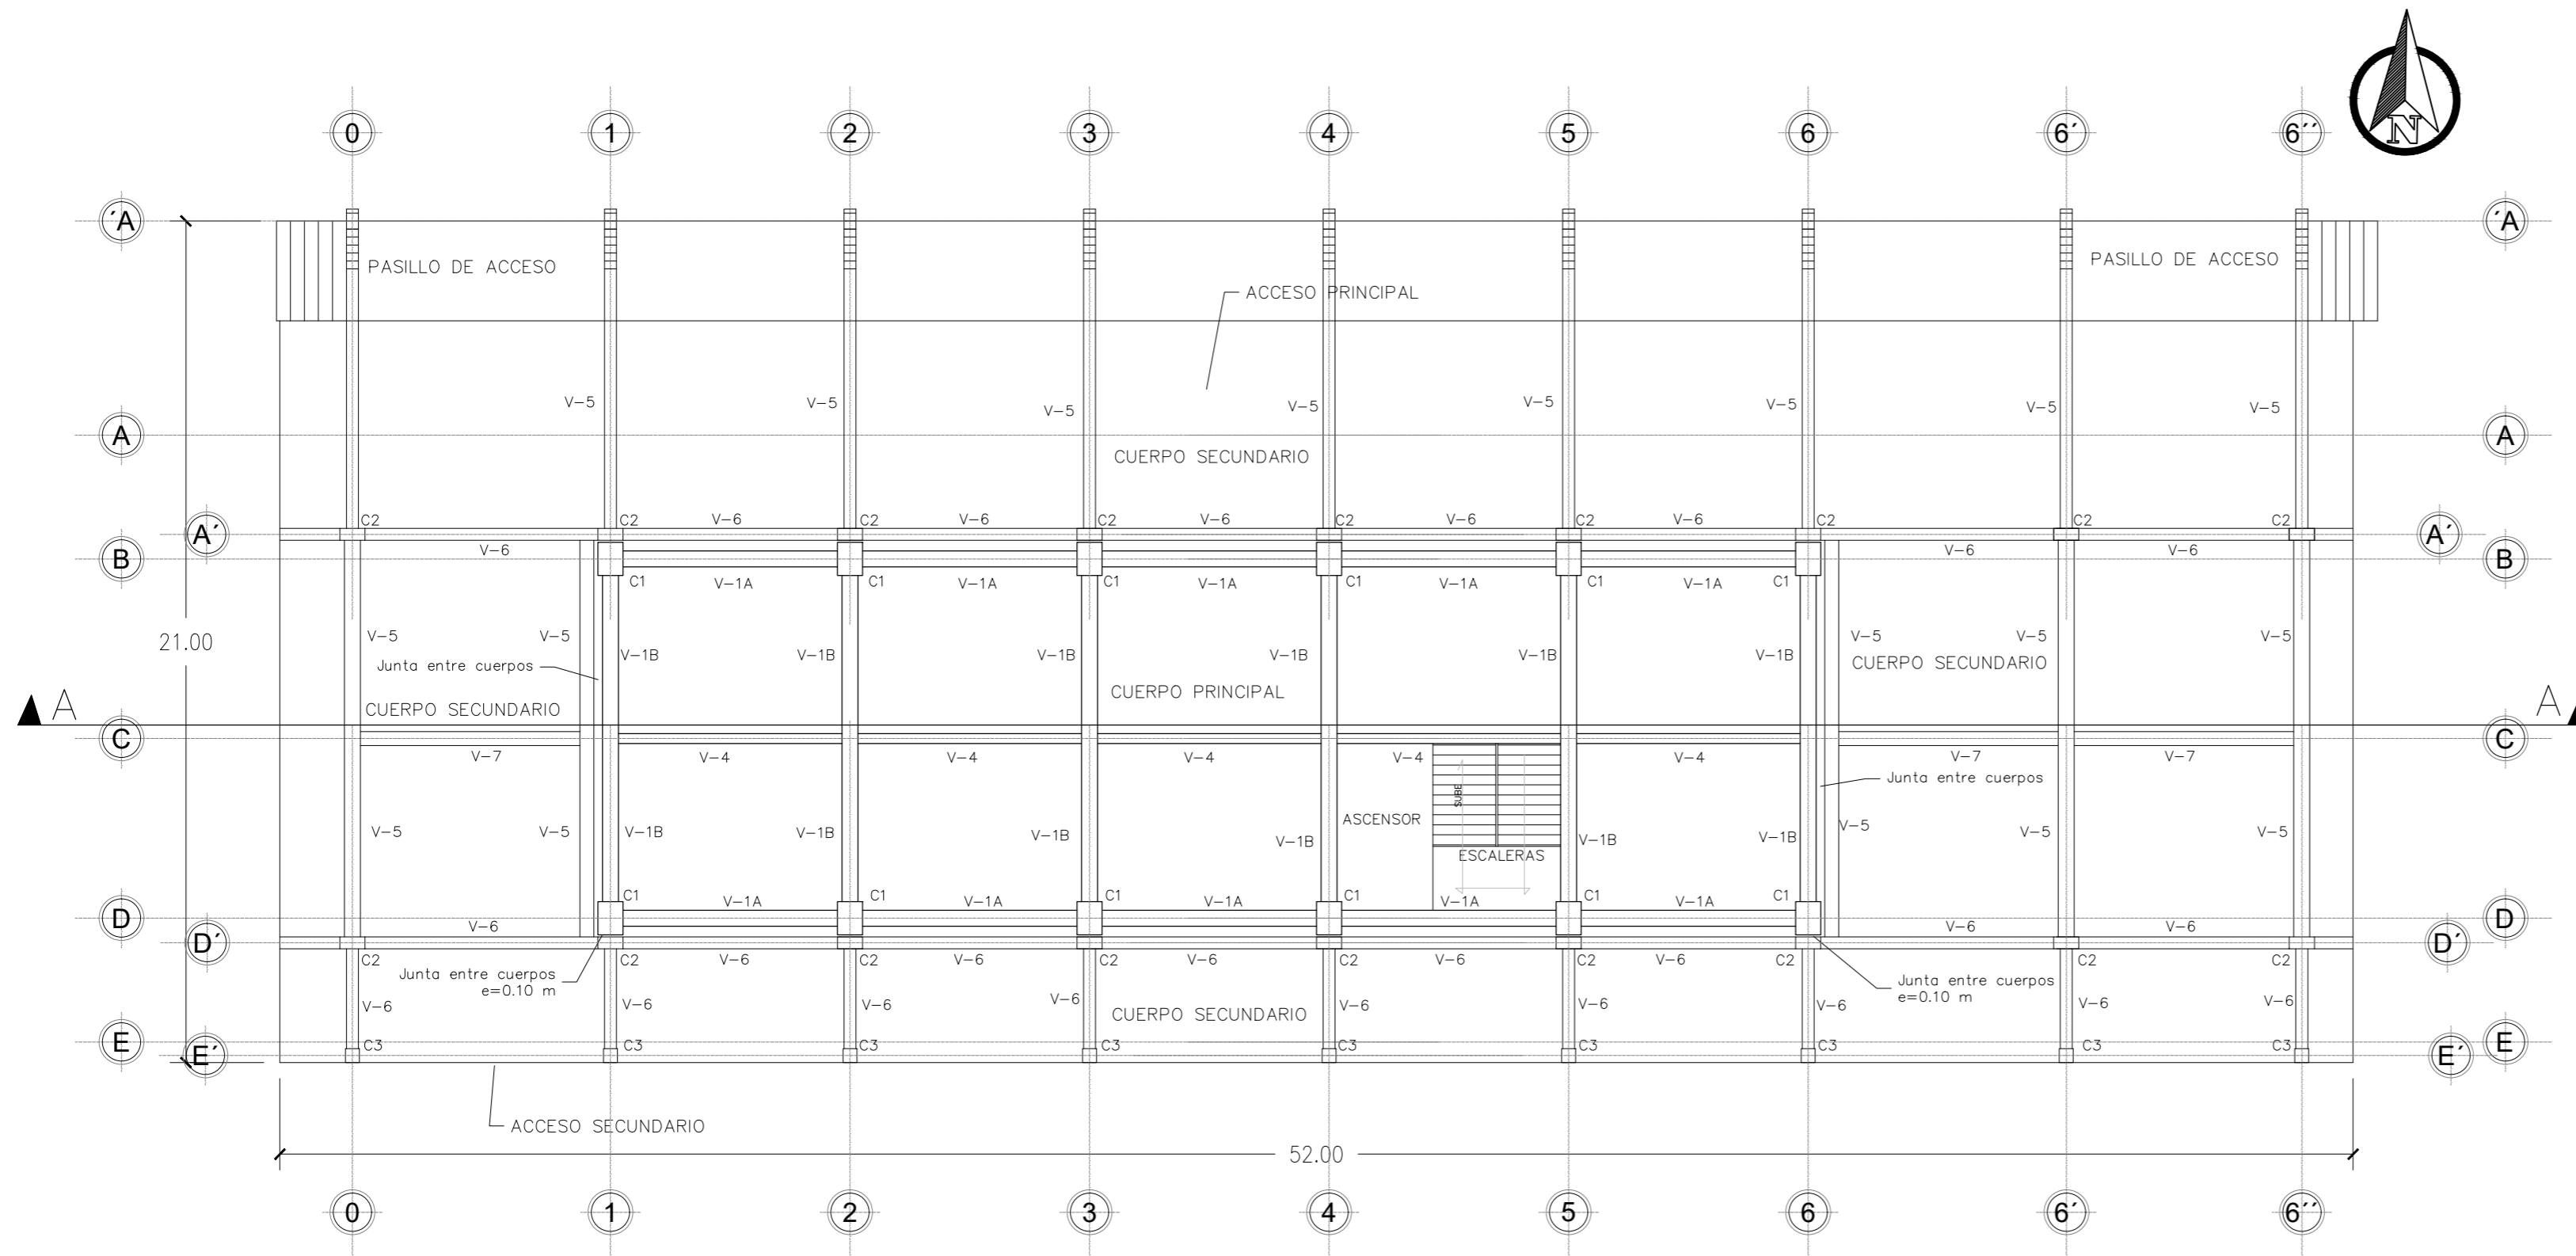 N
0 1 2 3 4 5 6 6´ 6´´
´A ´A
PASILLO DE ACCESO PASILLO DE ACCESO
ACCESO PRINCIPAL
V-5 V-5 V-5 V-5 V-5 V-5 V-5 V-5
A A
CUERPO SECUNDARIO
C2 C2 V-6 C2 V-6 C2 V-6 C2 V-6 C2 V-6 C2 C2 C2
A´ A´
V-6 V-6 V-6
B B
C1 V-1A C1 V-1A C1 V-1A C1 V-1A C1 V-1A C1
21.00
V-5 V-5 V-5 V-5 V-5
V-1B V-1B V-1B V-1B V-1B V-1B
Junta entre cuerpos
CUERPO SECUNDARIO
CUERPO PRINCIPAL
CUERPO SECUNDARIO
A A
C C
V-7 V-4 V-4 V-4 V-4 V-4 V-7 V-7
Junta entre cuerpos
SUBE
ASCENSOR
V-5 V-5 V-1B V-1B V-1B V-1B V-1B V-1B V-5 V-5 V-5
ESCALERAS
C1 V-1A C1 V-1A C1 V-1A C1 V-1A C1 V-1A C1
D D
V-6 V-6 V-6
D´ D´
C2 C2 V-6 C2 V-6 C2 V-6 C2 V-6 C2 V-6 C2 C2 C2
Junta entre cuerpos
e=0.10 m
Junta entre cuerpos
e=0.10 m
V-6 V-6 V-6 V-6 V-6 V-6 V-6 V-6 V-6
CUERPO SECUNDARIO
E E
C3 C3 C3 C3 C3 C3 C3 C3 C3
E´ E´
ACCESO SECUNDARIO
52.00
0 1 2 3 4 5 6 6´ 6´´